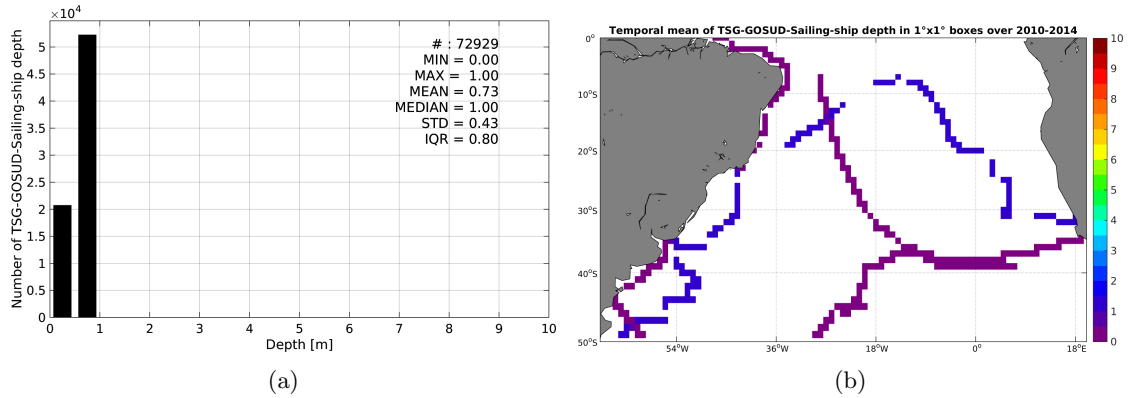 ×10⁴
5
4.5
4
3.5
3
2.5
2
1.5
1
0.5
0
Number of TSG-GOSUD-Sailing-ship depth
# : 72929
MIN = 0.00
MAX = 1.00
MEAN = 0.73
MEDIAN = 1.00
STD = 0.43
IQR = 0.80
0 1 2 3 4 5 6 7 8 9 10
Depth [m]
(a)
Temporal mean of TSG-GOSUD-Sailing-ship depth in 1°x1° boxes over 2010-2014
0°
10°S
20°S
30°S
40°S
50°S
54°W 36°W 18°W 0° 18°E
10
9
8
7
6
5
4
3
2
1
0
(b)